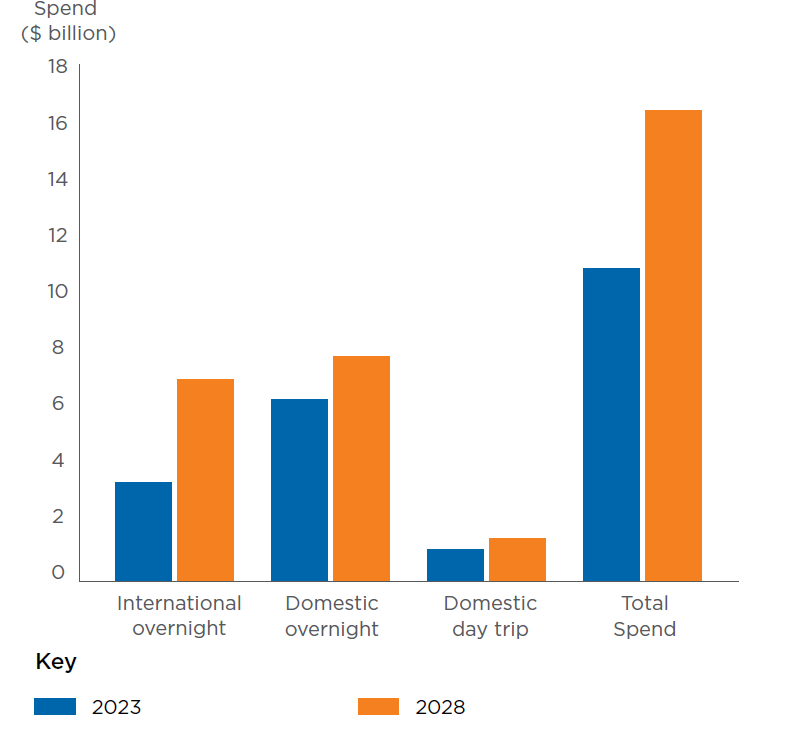 Spend
($ billion)
18
16
14
12
10
8
6
4
2
0
International
overnight
Domestic
overnight
Domestic
day trip
Total
Spend
Key
2023
2028